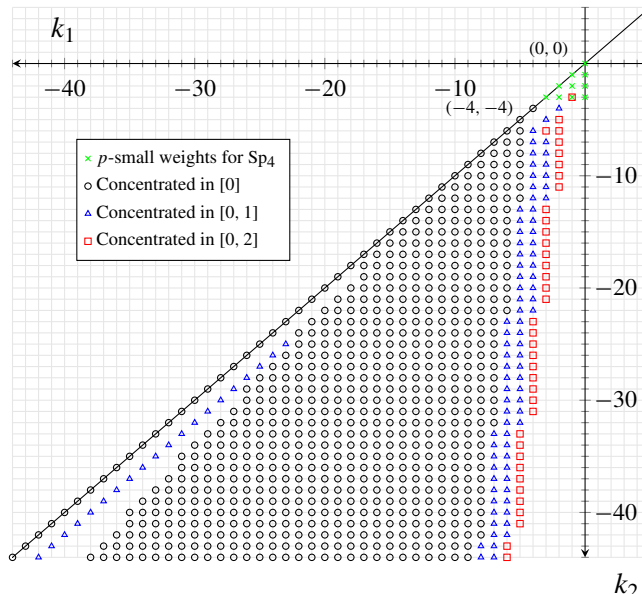 k₁
(0, 0)
−40 −30 −20 −10
(−4, −4)
× p-small weights for Sp₄
○ Concentrated in [0]
△ Concentrated in [0, 1]
□ Concentrated in [0, 2]
−10
−20
−30
−40
k₂